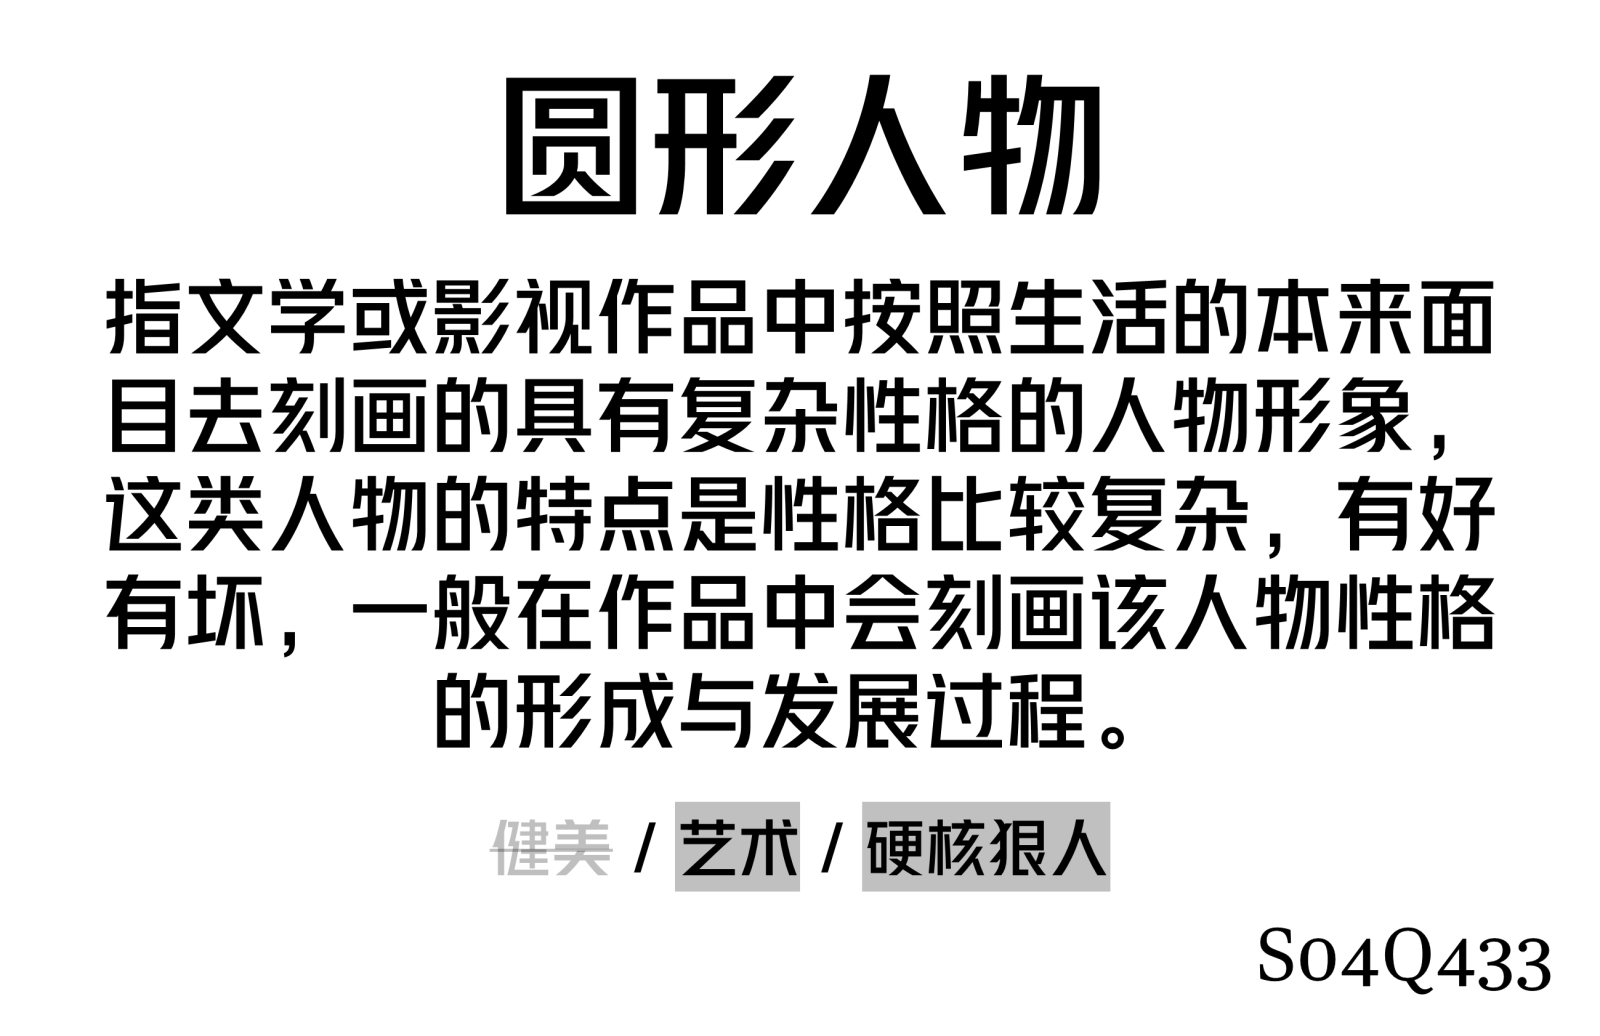 圆形人物
指文学或影视作品中按照生活的本来面
目去刻画的具有复杂性格的人物形象，
这类人物的特点是性格比较复杂，有好
有坏，一般在作品中会刻画该人物性格
的形成与发展过程。
健美 / 艺术 / 硬核狠人
S04Q433